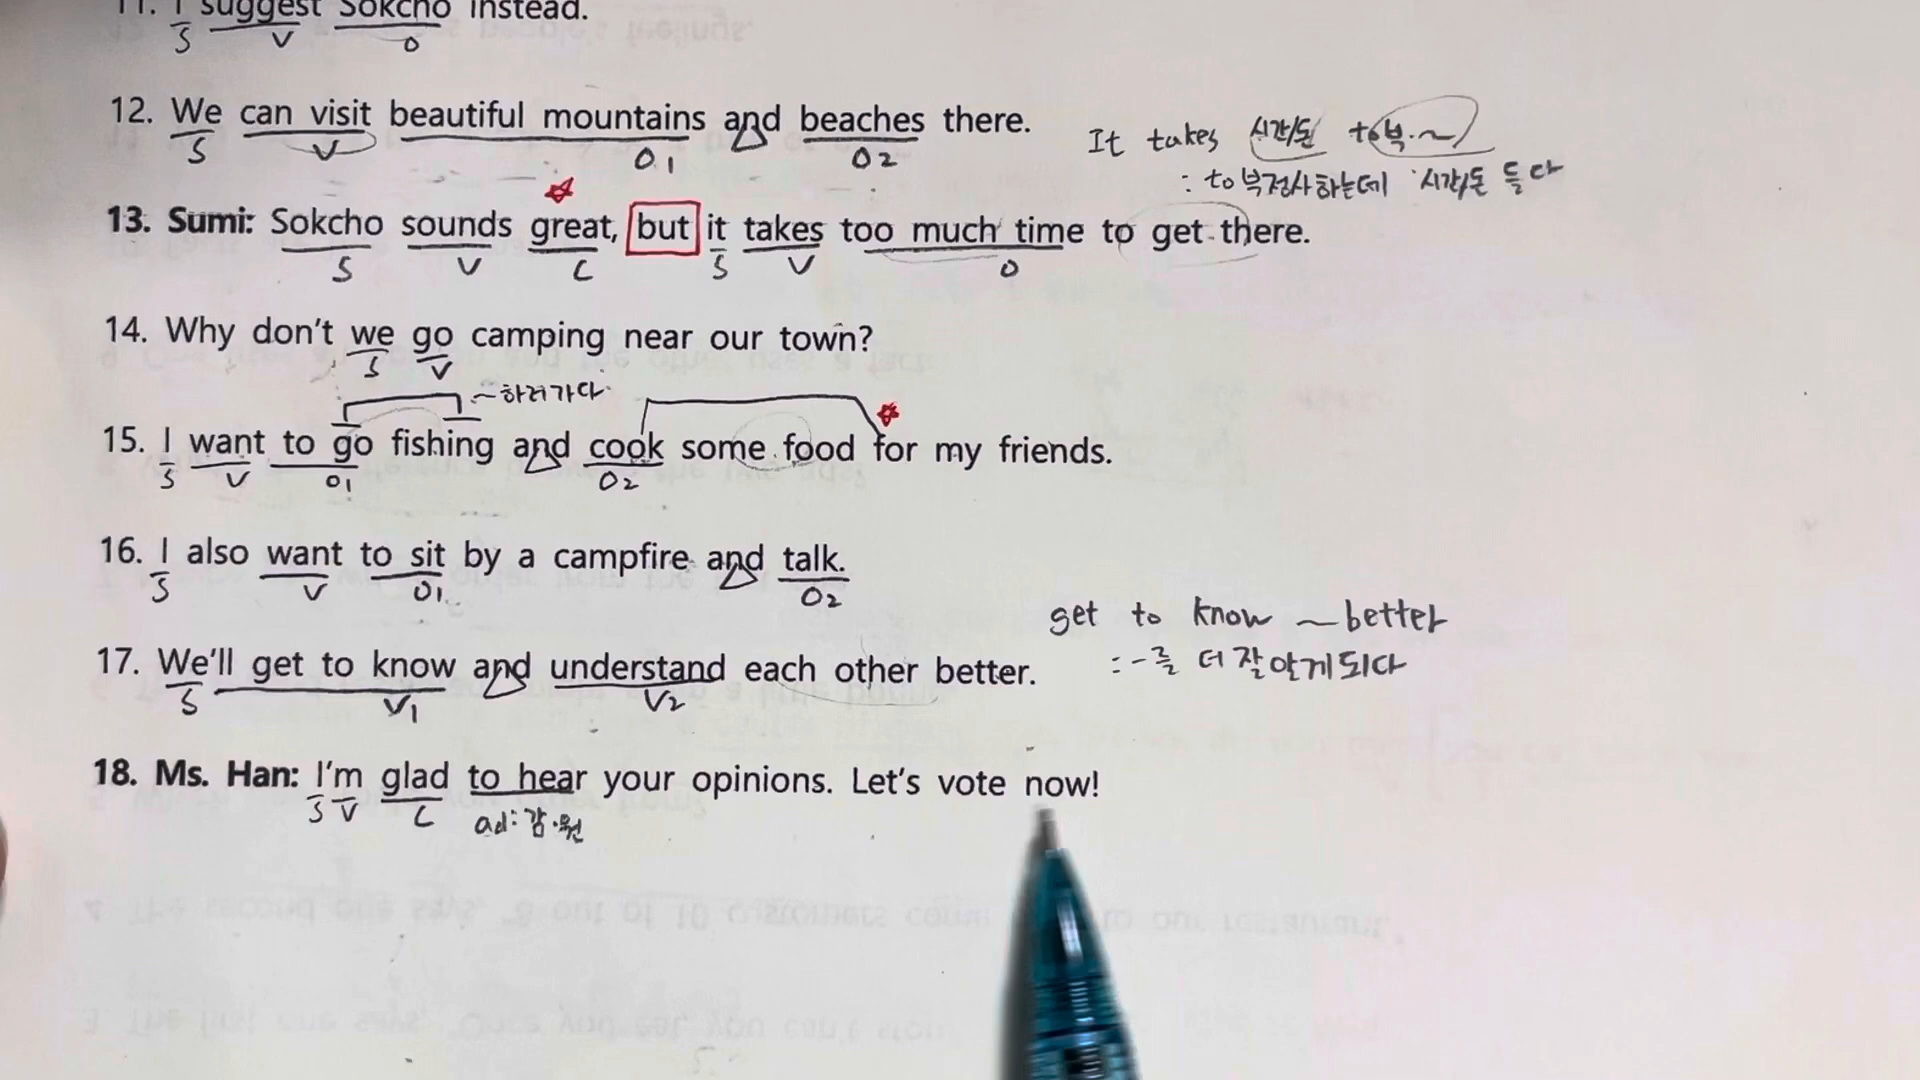 11. I suggest Sokcho instead.
S V O
12. We can visit beautiful mountains and beaches there.
S V O1 O2
It takes 시간/돈 to부.~
: to부정사하는데 시간/돈 들다
13. Sumi: Sokcho sounds great, but it takes too much time to get there.
S V C S V O
14. Why don't we go camping near our town?
S V
~하러가다
15. I want to go fishing and cook some food for my friends.
S V O1 O2
16. I also want to sit by a campfire and talk.
S V O1 O2
get to know ~better
: -를 더 잘 알게되다
17. We'll get to know and understand each other better.
S V1 V2
18. Ms. Han: I'm glad to hear your opinions. Let's vote now!
S V C ad:감.원